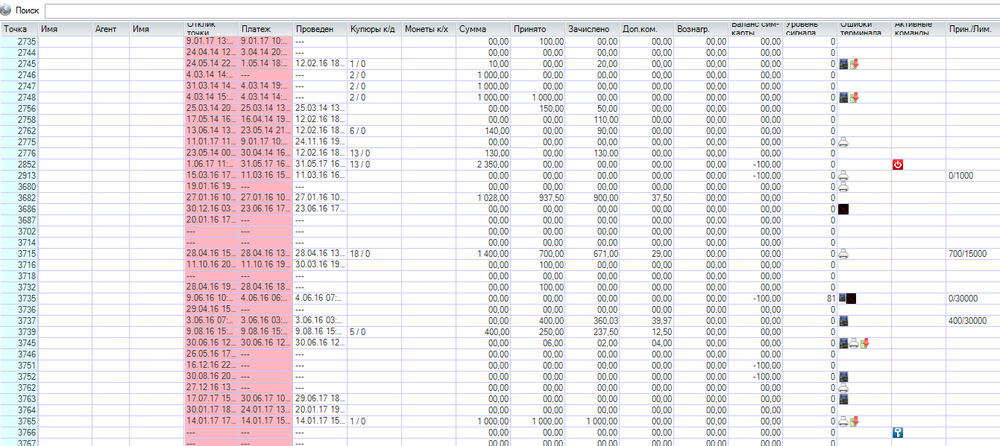 Поиск
Точка Имя Агент Имя Отклик точки Платеж Проведен Купюры к/д Монеты к/х Сумма Принято Зачислено Доп.ком. Вознагр. Баланс сим-карты Уровень сигнала Ошибки терминала Активные команды Прин./Лим.
2735 9.01.17 13:... 9.01.17 10:... --- 00,00 100,00 00,00 00,00 00,00 00,00 0
2744 24.04.14 12... 3.04.14 20:... --- 00,00 00,00 00,00 00,00 00,00 00,00 0
2745 24.05.14 22... 1.05.14 18:... 12.02.16 18... 1 / 0 10,00 00,00 20,00 00,00 00,00 00,00 0
2746 4.03.14 14:... --- --- 2 / 0 1 000,00 00,00 00,00 00,00 00,00 00,00 0
2747 31.03.14 14... 4.03.14 19:... --- 2 / 0 1 000,00 00,00 00,00 00,00 00,00 00,00 0
2748 4.03.14 15:... 4.03.14 14:... --- 2 / 0 1 000,00 1 000,00 00,00 00,00 00,00 00,00 0
2756 25.03.14 20... 25.03.14 13... 25.03.14 13... 00,00 150,00 50,00 00,00 00,00 00,00 0
2758 17.05.14 16... 16.04.14 19... 12.02.16 18... 00,00 00,00 110,00 00,00 00,00 00,00 0
2762 13.06.14 13... 23.05.14 21... 12.02.16 18... 6 / 0 140,00 00,00 90,00 00,00 00,00 00,00 0
2775 11.01.17 11... 9.01.17 10:... 24.11.16 19... 00,00 00,00 00,00 00,00 00,00 00,00 0
2776 23.05.14 00... 30.04.14 16... 12.02.16 18... 13 / 0 130,00 00,00 130,00 00,00 00,00 00,00 0
2852 1.06.17 11:... 31.05.17 16... 31.05.17 16... 13 / 0 2 350,00 00,00 00,00 00,00 00,00 -100,00 0
2913 15.03.16 17... 11.03.16 15... 11.03.16 16... 00,00 00,00 00,00 00,00 00,00 -100,00 0 0/1000
3680 19.01.16 19... --- --- 00,00 00,00 00,00 00,00 00,00 00,00 0
3682 27.01.16 10... 27.01.16 10... 27.01.16 10... 1 028,00 937,50 900,00 37,50 00,00 00,00 0
3686 30.12.16 03... 23.06.16 17... 23.06.16 17... 00,00 00,00 00,00 00,00 00,00 00,00 0
3687 20.01.16 17... --- --- 00,00 00,00 00,00 00,00 00,00 00,00 0
3702 --- --- --- 00,00 00,00 00,00 00,00 00,00 00,00 0
3714 --- --- --- 00,00 00,00 00,00 00,00 00,00 00,00 0
3715 28.04.16 15... 28.04.16 13... 28.04.16 13... 18 / 0 1 400,00 700,00 671,00 29,00 00,00 00,00 0 700/15000
3716 11.10.16 20... 11.10.16 19... 30.03.16 19... 00,00 100,00 00,00 00,00 00,00 00,00 0
3718 --- --- --- 00,00 00,00 00,00 00,00 00,00 00,00 0
3732 28.04.16 19... 28.04.16 18... --- 00,00 100,00 00,00 00,00 00,00 00,00 0
3735 9.06.16 10:... 4.06.16 06:... 4.06.16 07:... 00,00 00,00 00,00 00,00 00,00 -100,00 81 0/30000
3736 29.04.16 15... --- --- 00,00 00,00 00,00 00,00 00,00 00,00 0
3737 3.06.16 07:... 3.06.16 03:... 3.06.16 03:... 00,00 400,00 360,03 39,97 00,00 00,00 0 400/30000
3739 9.08.16 15:... 9.08.16 15:... 9.08.16 15:... 5 / 0 400,00 250,00 237,50 12,50 00,00 00,00 0
3745 30.06.16 12... 30.06.16 12... 30.06.16 12... 00,00 06,00 02,00 04,00 00,00 00,00 0
3746 26.05.16 17... --- --- 00,00 00,00 00,00 00,00 00,00 00,00 0
3751 16.12.16 22... --- --- 00,00 00,00 00,00 00,00 00,00 -100,00 0
3752 30.08.16 20... --- --- 00,00 00,00 00,00 00,00 00,00 -100,00 0
3762 27.12.16 13... --- --- 00,00 00,00 00,00 00,00 00,00 00,00 0
3763 17.07.17 15... 30.06.17 10... 29.06.17 18... 00,00 00,00 00,00 00,00 00,00 00,00 0
3764 30.01.17 18... 24.01.17 13... 20.01.17 19... 00,00 00,00 00,00 00,00 00,00 00,00 0
3765 14.01.17 17... 14.01.17 15... 14.01.17 15... 1 / 0 1 000,00 1 000,00 1 000,00 00,00 00,00 00,00 0
3766 --- --- --- 00,00 00,00 00,00 00,00 00,00 00,00 0
3767 --- --- --- 00,00 00,00 00,00 00,00 00,00 00,00 0